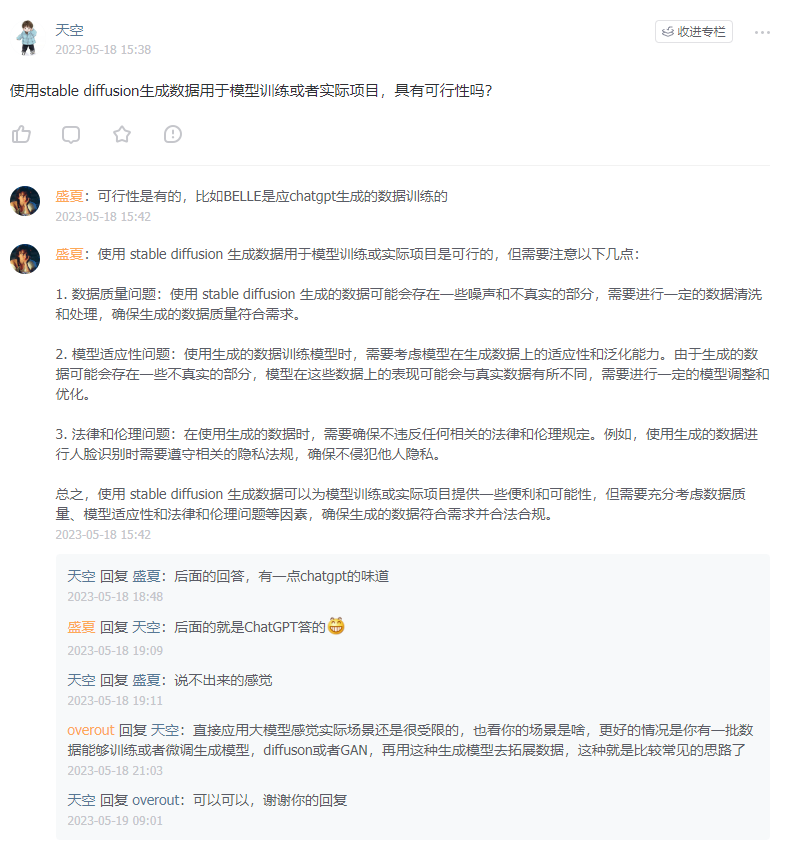 天空
2023-05-18 15:38
收进专栏
使用stable diffusion生成数据用于模型训练或者实际项目，具有可行性吗？
盛夏：可行性是有的，比如BELLE是应chatgpt生成的数据训练的
2023-05-18 15:42
盛夏：使用 stable diffusion 生成数据用于模型训练或实际项目是可行的，但需要注意以下几点：
1. 数据质量问题：使用 stable diffusion 生成的数据可能会存在一些噪声和不真实的部分，需要进行一定的数据清洗
和处理，确保生成的数据质量符合需求。
2. 模型适应性问题：使用生成的数据训练模型时，需要考虑模型在生成数据上的适应性和泛化能力。由于生成的数
据可能会存在一些不真实的部分，模型在这些数据上的表现可能会与真实数据有所不同，需要进行一定的模型调整和
优化。
3. 法律和伦理问题：在使用生成的数据时，需要确保不违反任何相关的法律和伦理规定。例如，使用生成的数据进
行人脸识别时需要遵守相关的隐私法规，确保不侵犯他人隐私。
总之，使用 stable diffusion 生成数据可以为模型训练或实际项目提供一些便利和可能性，但需要充分考虑数据质
量、模型适应性和法律和伦理问题等因素，确保生成的数据符合需求并合法合规。
2023-05-18 15:42
天空 回复 盛夏：后面的回答，有一点chatgpt的味道
2023-05-18 18:48
盛夏 回复 天空：后面的就是ChatGPT答的😁
2023-05-18 19:09
天空 回复 盛夏：说不出来的感觉
2023-05-18 19:11
overout 回复 天空：直接应用大模型感觉实际场景还是很受限的，也看你的场景是啥，更好的情况是你有一批数
据能够训练或者微调生成模型，diffuson或者GAN，再用这种生成模型去拓展数据，这种就是比较常见的思路了
2023-05-18 21:03
天空 回复 overout：可以可以，谢谢你的回复
2023-05-19 09:01